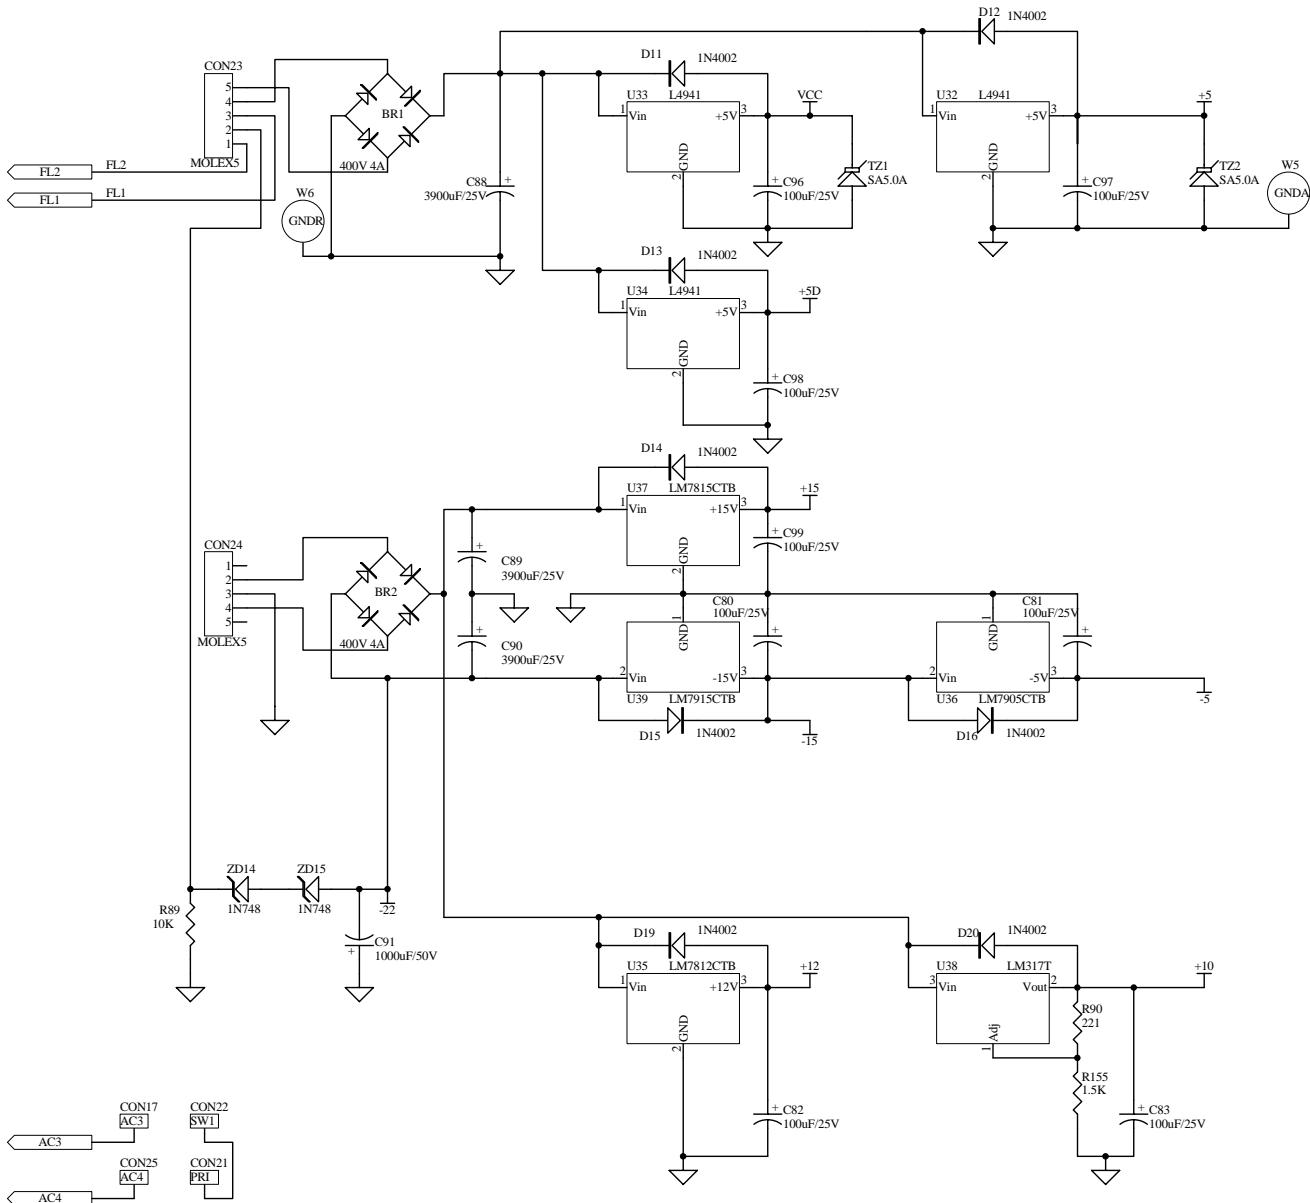 D12
1N4002
D11
1N4002
CON23
5
4
3
2
1
MOLEX5
BR1
400V 4A
FL2
FL2
FL1
FL1
W6
GNDR
C88
3900uF/25V
+
U33
L4941
1
Vin
+5V
3
GND
2
VCC
+
C96
100uF/25V
TZ1
SA5.0A
U32
L4941
1
Vin
+5V
3
GND
2
+
C97
100uF/25V
+5
TZ2
SA5.0A
W5
GNDA
D13
1N4002
U34
L4941
1
Vin
+5V
3
GND
2
+5D
+
C98
100uF/25V
D14
1N4002
U37
LM7815CTB
1
Vin
+15V
3
GND
2
+15
+
C99
100uF/25V
CON24
1
2
3
4
5
MOLEX5
BR2
400V 4A
+
C89
3900uF/25V
+
C90
3900uF/25V
C80
100uF/25V
+
1
GND
2
Vin
-15V
3
U39
LM7915CTB
D15
1N4002
-15
C81
100uF/25V
+
1
GND
2
Vin
-5V
3
U36
LM7905CTB
D16
1N4002
-5
ZD14
1N748
ZD15
1N748
-22
R89
10K
+
C91
1000uF/50V
D19
1N4002
U35
LM7812CTB
1
Vin
+12V
3
GND
2
+12
+
C82
100uF/25V
D20
1N4002
U38
LM317T
3
Vin
Vout
2
Adj
1
R90
221
R155
1.5K
+10
+
C83
100uF/25V
CON17
AC3
CON22
SW1
AC3
CON25
AC4
CON21
PRI
AC4